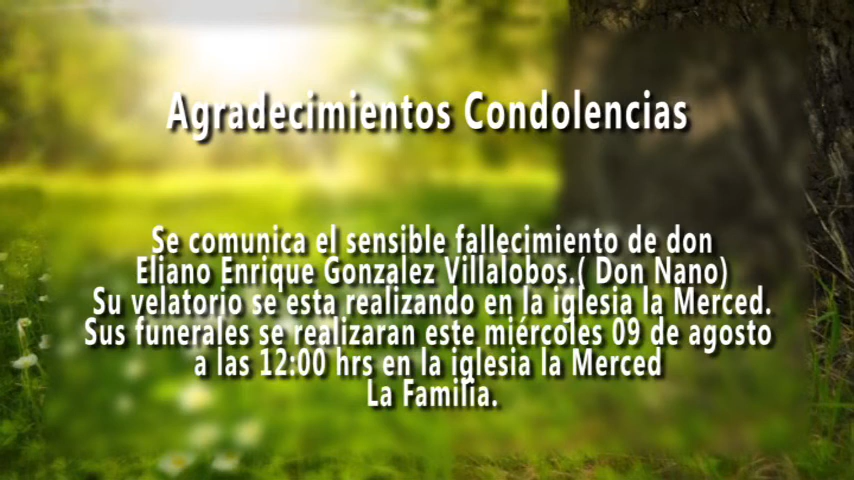 Agradecimientos Condolencias
Se comunica el sensible fallecimiento de don
Eliano Enrique Gonzalez Villalobos.( Don Nano)
Su velatorio se esta realizando en la iglesia la Merced.
Sus funerales se realizaran este miércoles 09 de agosto
a las 12:00 hrs en la iglesia la Merced
La Familia.